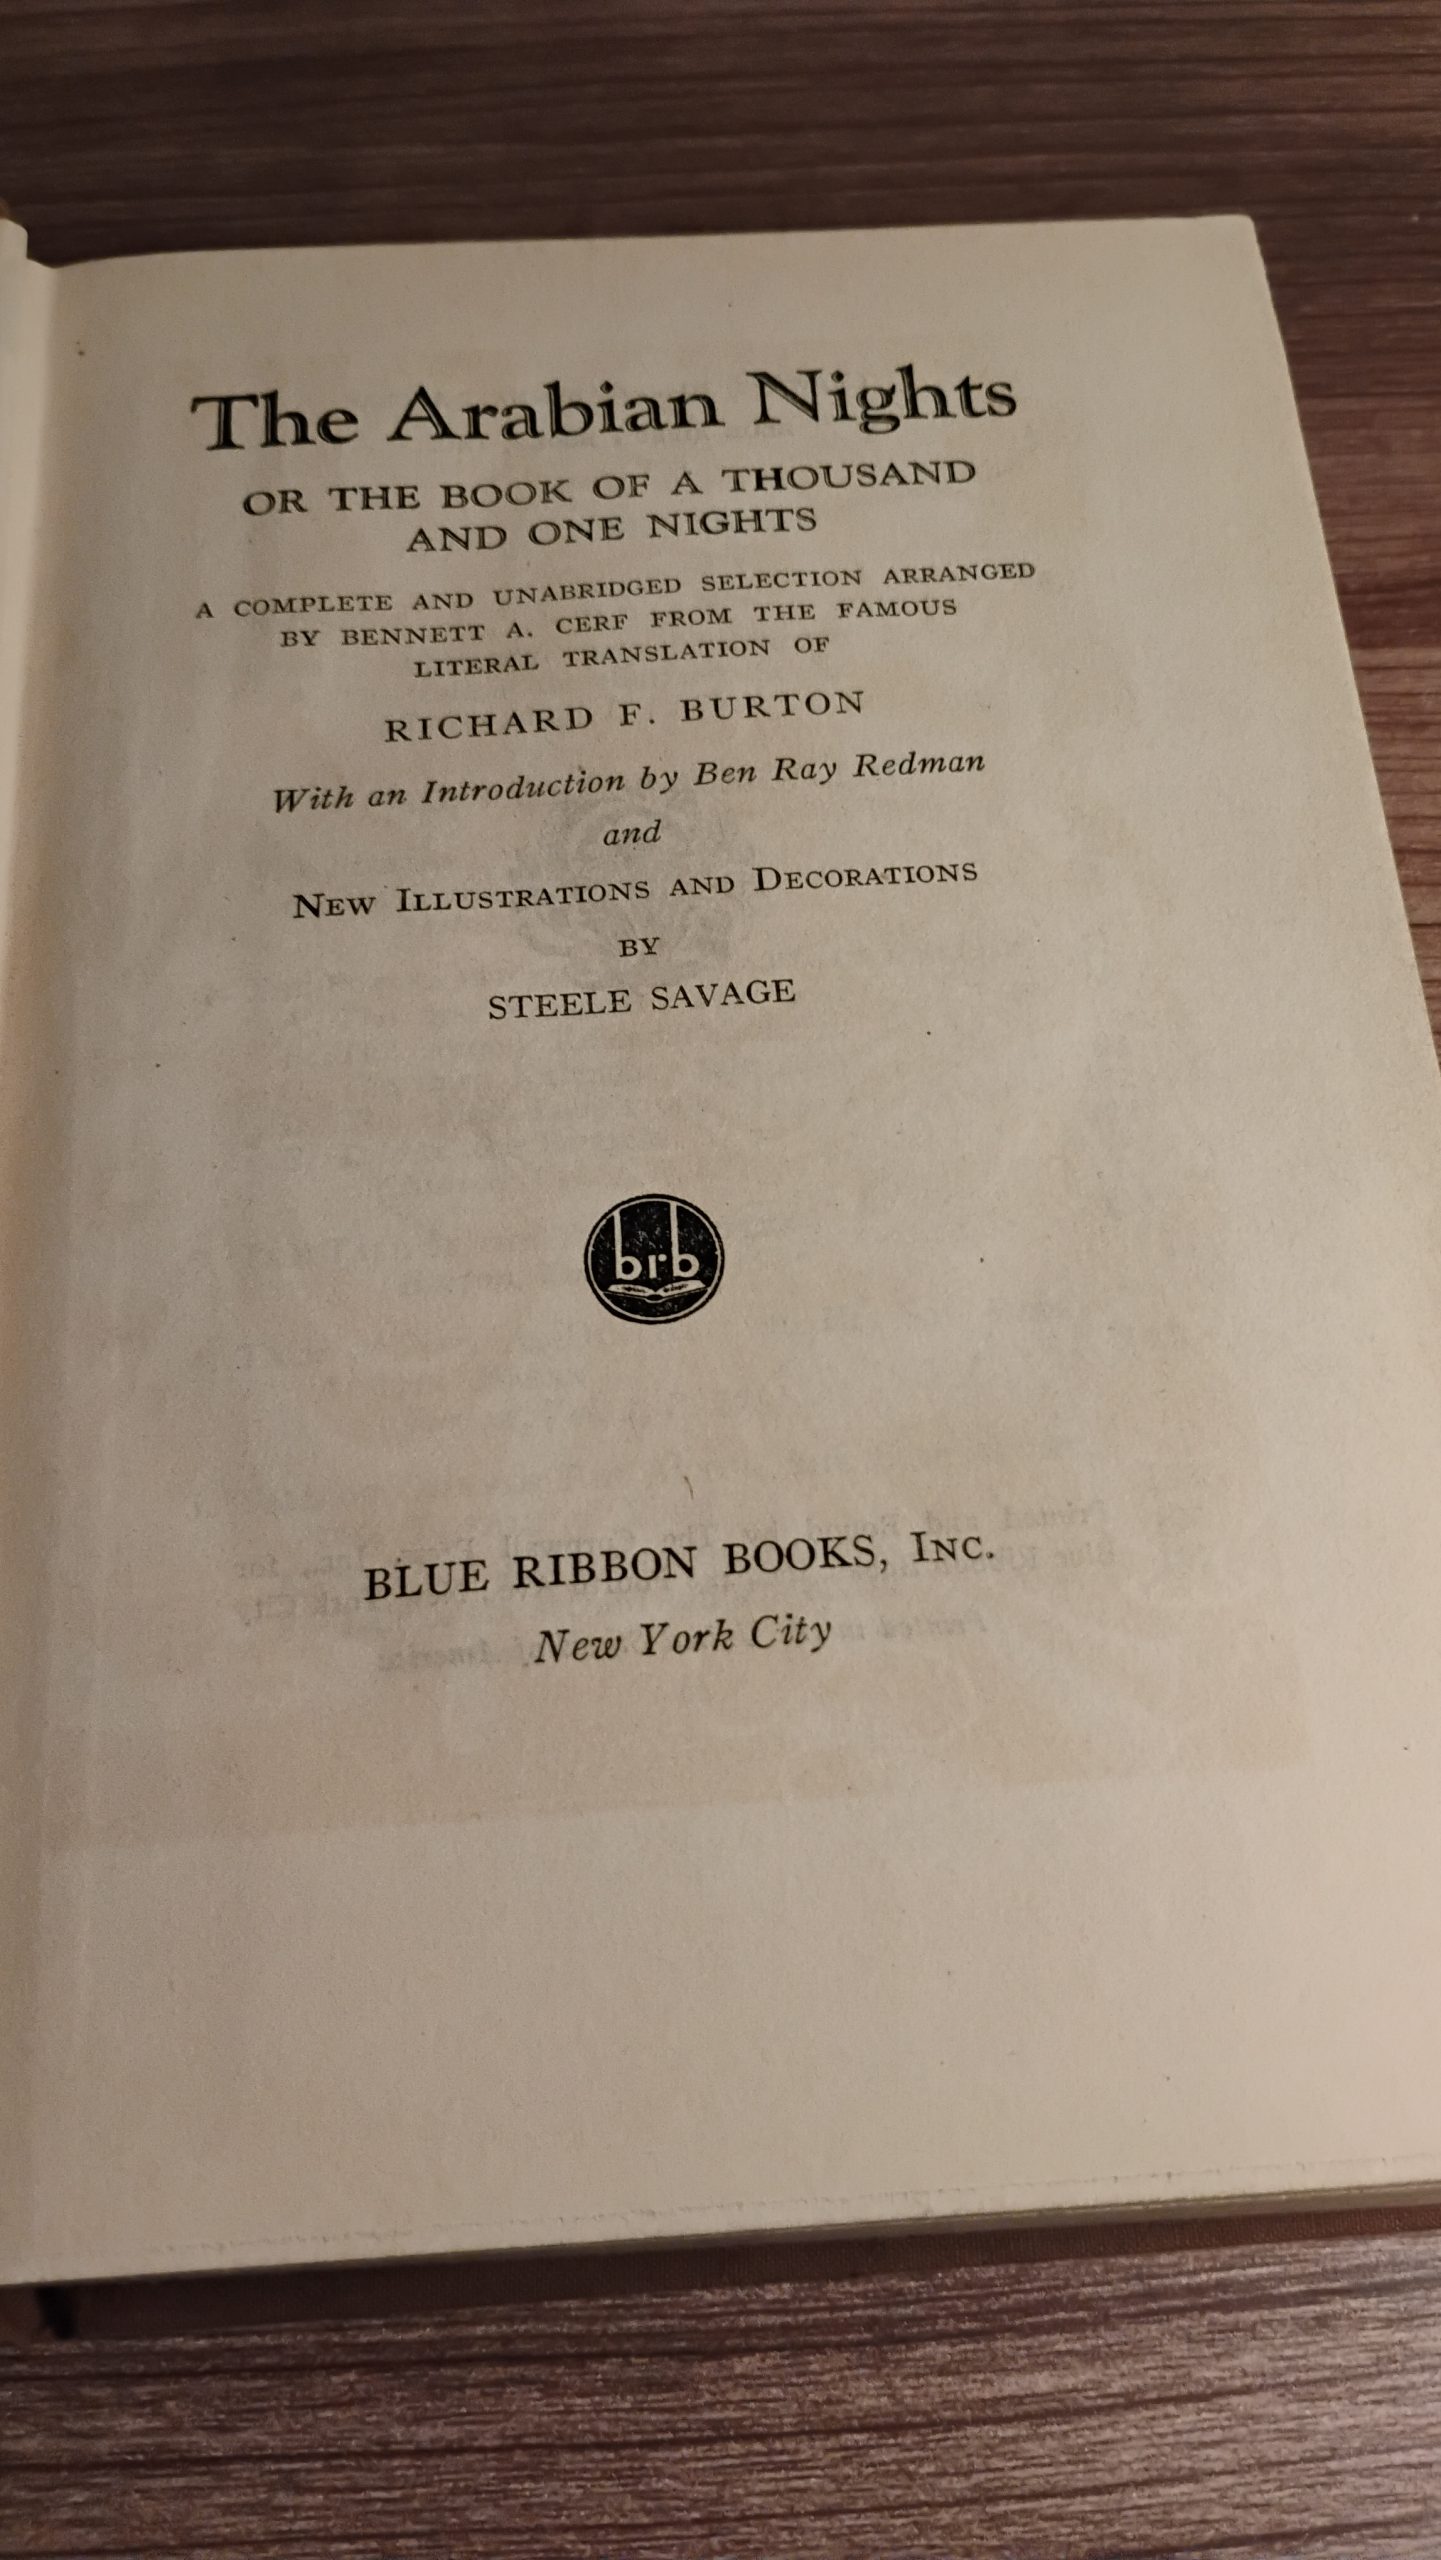 The Arabian Nights
OR THE BOOK OF A THOUSAND
AND ONE NIGHTS
A COMPLETE AND UNABRIDGED SELECTION ARRANGED
BY BENNETT A. CERF FROM THE FAMOUS
LITERAL TRANSLATION OF
RICHARD F. BURTON
With an Introduction by Ben Ray Redman
and
NEW ILLUSTRATIONS AND DECORATIONS
BY
STEELE SAVAGE
brb
BLUE RIBBON BOOKS, INC.
New York City